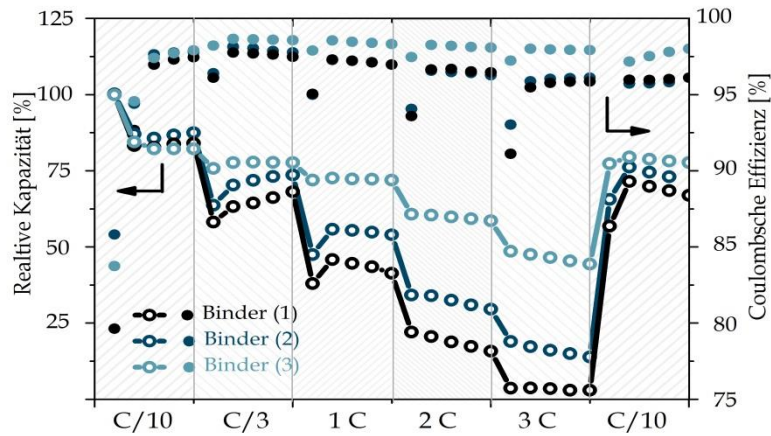 125
100
75
50
25
Realtive Kapazität [%]
100
95
90
85
80
75
Coulombsche Effizienz [%]
Binder (1)
Binder (2)
Binder (3)
C/10 C/3 1 C 2 C 3 C C/10